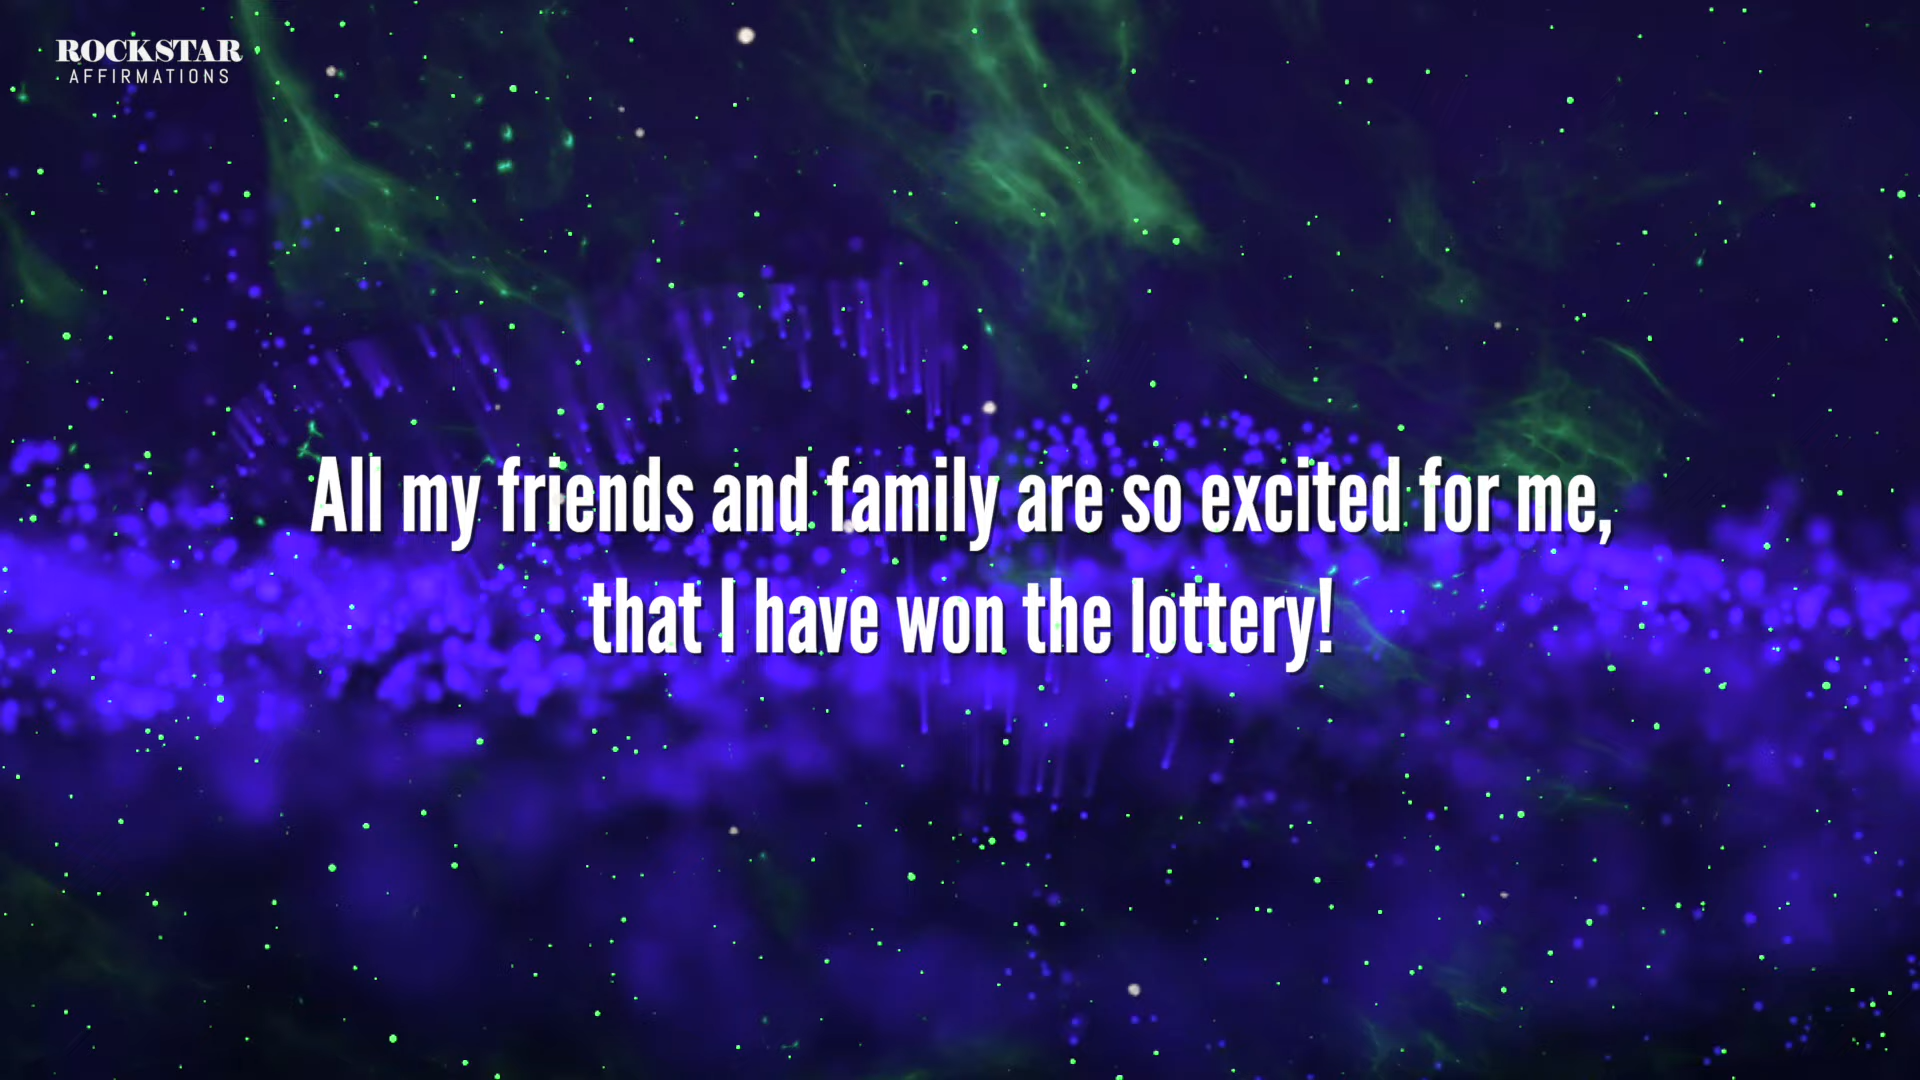 ROCKSTAR
AFFIRMATIONS
All my friends and family are so excited for me,
that I have won the lottery!